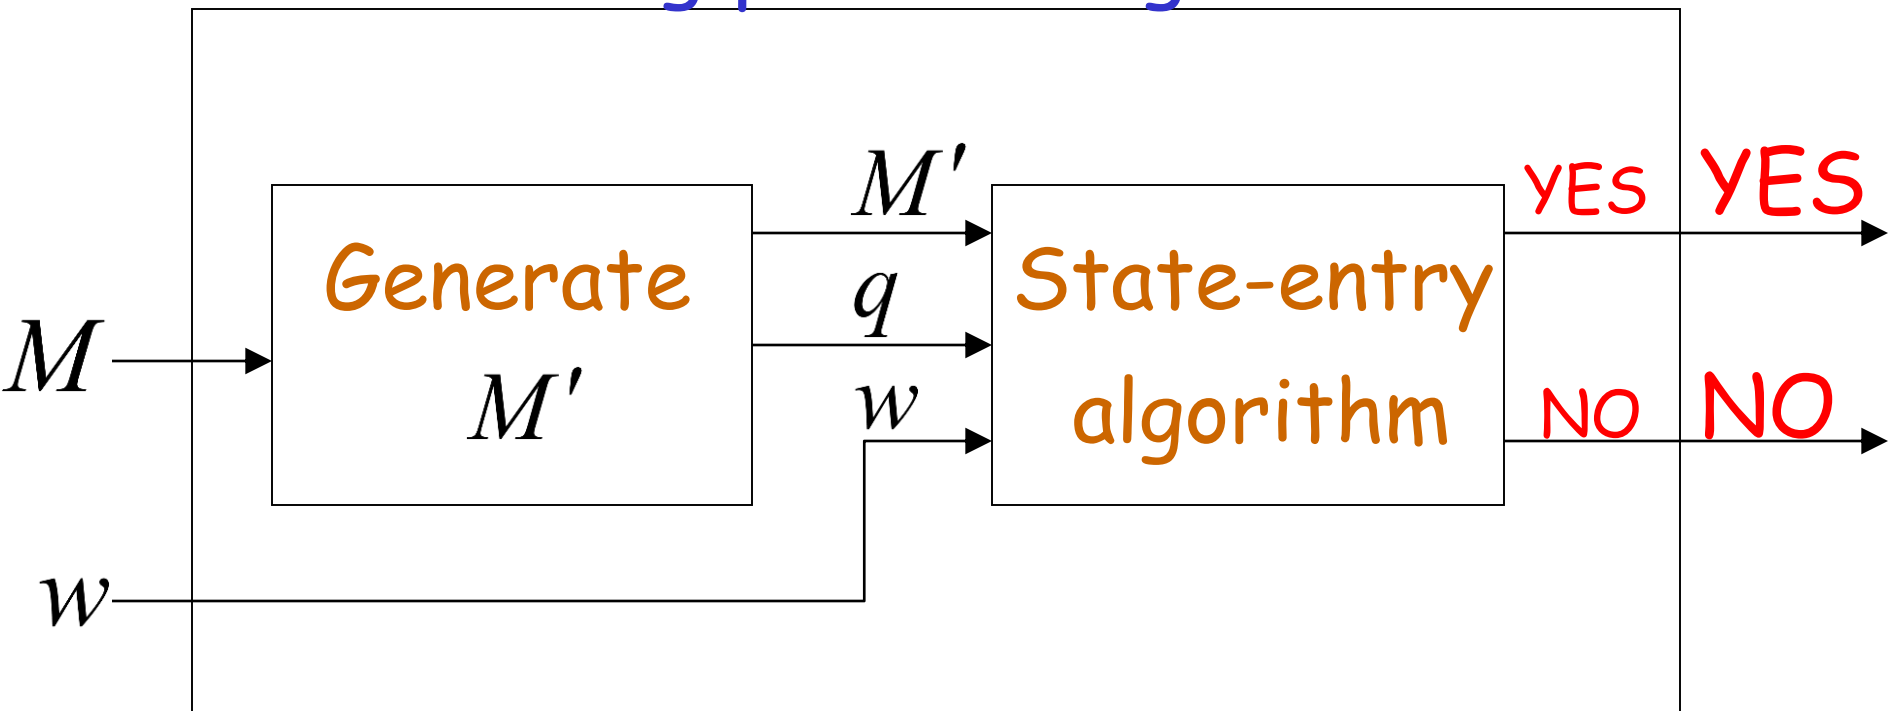 M
w
Generate
M′
M′
q
w
State-entry
algorithm
YES
NO
YES
NO